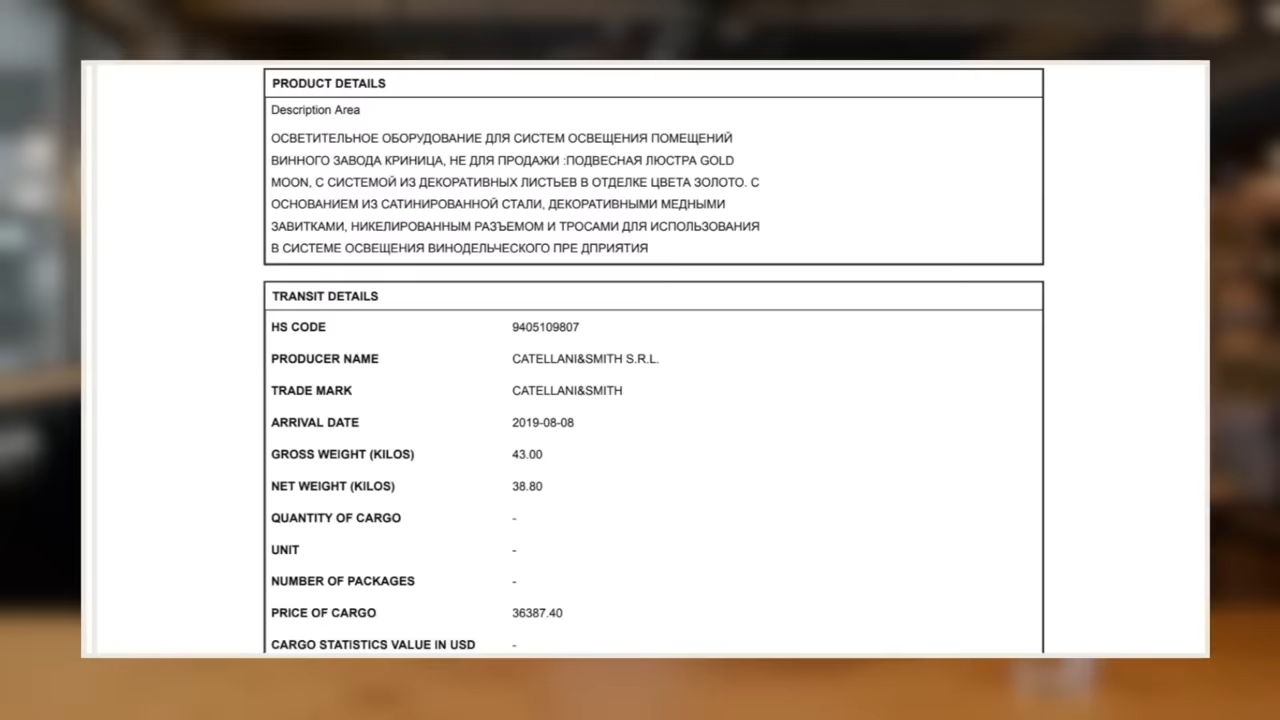 PRODUCT DETAILS
Description Area
ОСВЕТИТЕЛЬНОЕ ОБОРУДОВАНИЕ ДЛЯ СИСТЕМ ОСВЕЩЕНИЯ ПОМЕЩЕНИЙ
ВИННОГО ЗАВОДА КРИНИЦА, НЕ ДЛЯ ПРОДАЖИ :ПОДВЕСНАЯ ЛЮСТРА GOLD
MOON, С СИСТЕМОЙ ИЗ ДЕКОРАТИВНЫХ ЛИСТЬЕВ В ОТДЕЛКЕ ЦВЕТА ЗОЛОТО. С
ОСНОВАНИЕМ ИЗ САТИНИРОВАННОЙ СТАЛИ, ДЕКОРАТИВНЫМИ МЕДНЫМИ
ЗАВИТКАМИ, НИКЕЛИРОВАННЫМ РАЗЪЕМОМ И ТРОСАМИ ДЛЯ ИСПОЛЬЗОВАНИЯ
В СИСТЕМЕ ОСВЕЩЕНИЯ ВИНОДЕЛЬЧЕСКОГО ПРЕ ДПРИЯТИЯ
TRANSIT DETAILS
HS CODE 9405109807
PRODUCER NAME CATELLANI&SMITH S.R.L.
TRADE MARK CATELLANI&SMITH
ARRIVAL DATE 2019-08-08
GROSS WEIGHT (KILOS) 43.00
NET WEIGHT (KILOS) 38.80
QUANTITY OF CARGO -
UNIT -
NUMBER OF PACKAGES -
PRICE OF CARGO 36387.40
CARGO STATISTICS VALUE IN USD -